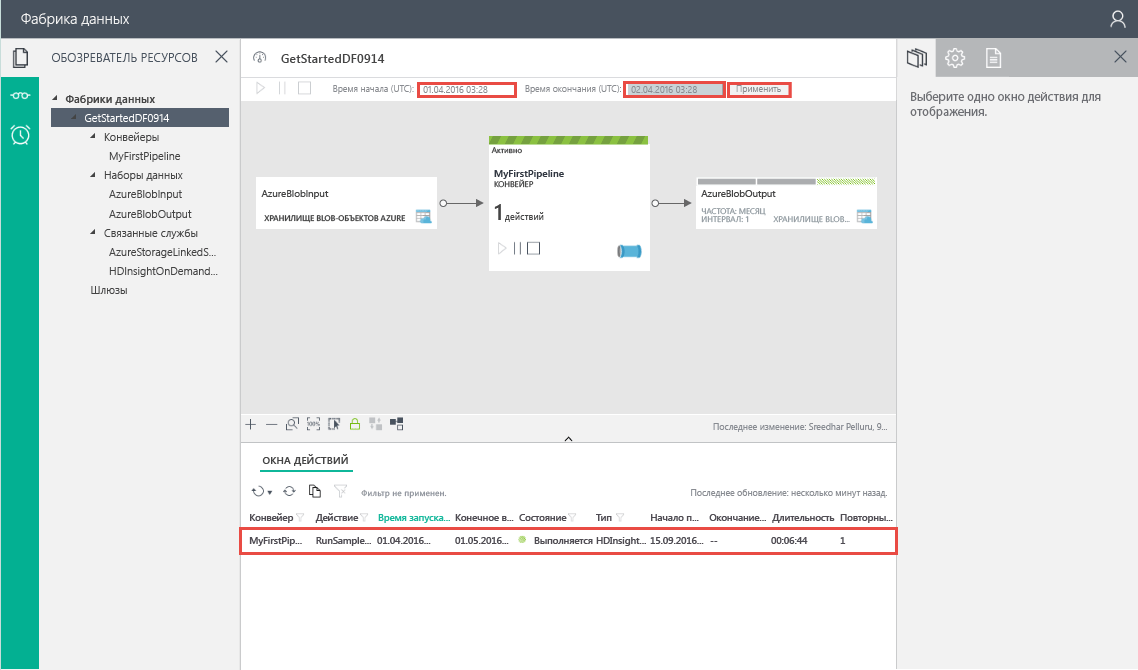 Фабрика данных
ОБОЗРЕВАТЕЛЬ РЕСУРСОВ
Фабрики данных
GetStartedDF0914
Конвейеры
MyFirstPipeline
Наборы данных
AzureBlobInput
AzureBlobOutput
Связанные службы
AzureStorageLinkedS...
HDInsightOnDemand...
Шлюзы
GetStartedDF0914
Время начала (UTC): 01.04.2016 03:28 Время окончания (UTC): 02.04.2016 03:28 Применить
AzureBlobInput
ХРАНИЛИЩЕ BLOB-ОБЪЕКТОВ AZURE
Активно
MyFirstPipeline
КОНВЕЙЕР
1 действий
AzureBlobOutput
ЧАСТОТА: МЕСЯЦ
ИНТЕРВАЛ: 1 ХРАНИЛИЩЕ BLOB...
100%
Последнее изменение: Sreedhar Pelluru, 9...
ОКНА ДЕЙСТВИЙ
Фильтр не применен.
Последнее обновление: несколько минут назад.
Конвейер Действие Время запуска... Конечное в... Состояние Тип Начало п... Окончание... Длительность Повторны...
MyFirstPip... RunSample... 01.04.2016... 01.05.2016... Выполняется HDInsight... 15.09.2016... -- 00:06:44 1
Выберите одно окно действия для
отображения.